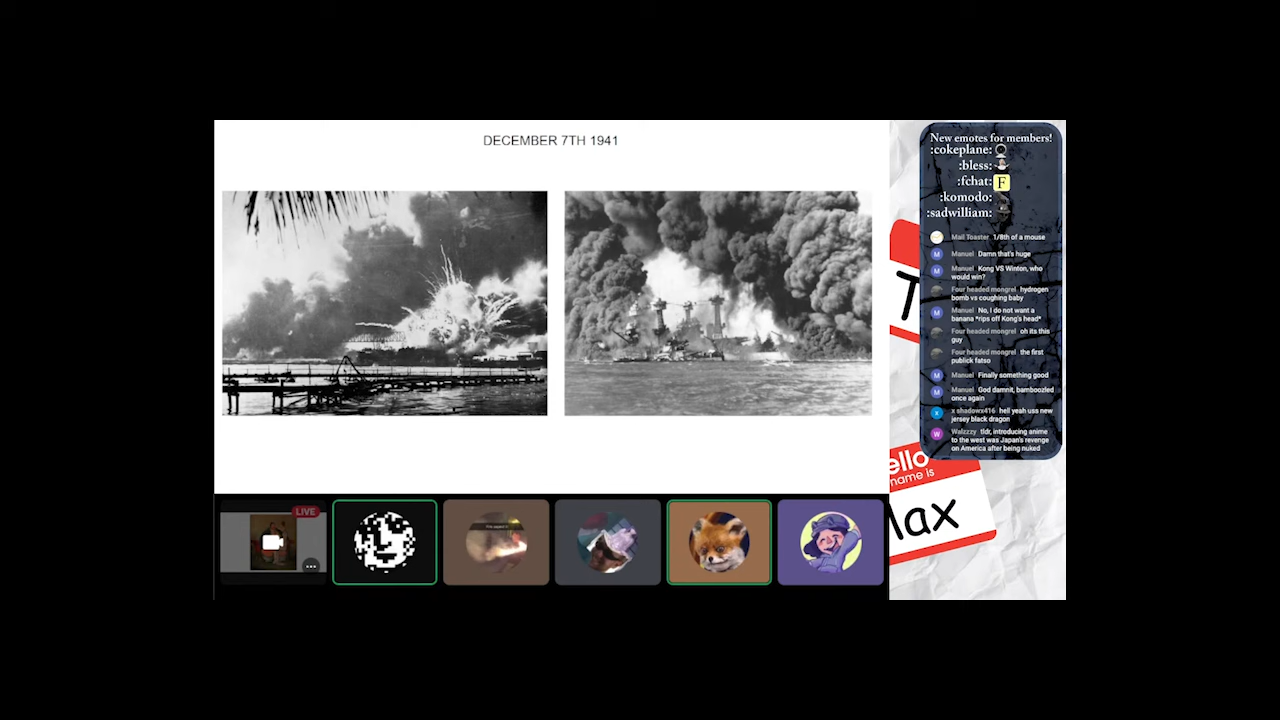 DECEMBER 7TH 1941
New emotes for members!
:cokeplane:
:bless:
:fchat: F
:komodo:
:sadwilliam:
Mail Toaster 1/8th of a mouse
M Manuel Damn that's huge
M Manuel Kong VS Winton, who
would win?
Four headed mongrel hydrogen
bomb vs coughing baby
M Manuel No, I do not want a
banana *rips off Kong's head*
Four headed mongrel oh its this
guy
Four headed mongrel the first
publick fatso
M Manuel Finally something good
M Manuel God damnit, bamboozled
once again
x x shadowx416 hell yeah uss new
jersey black dragon
W Walzzzy tldr, introducing anime
to the west was Japan's revenge
on America after being nuked
T
ello
name is
Max
LIVE